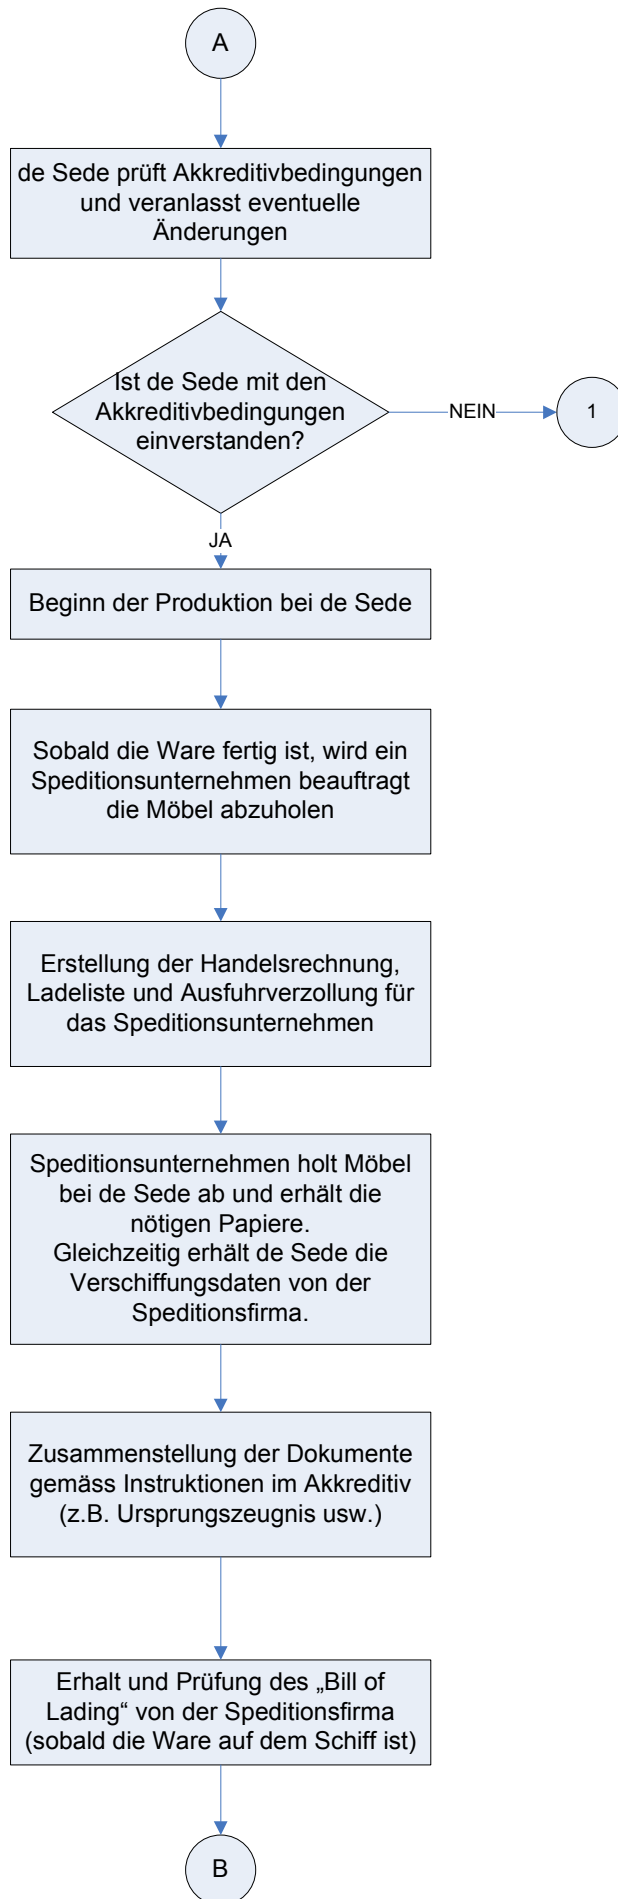 A
de Sede prüft Akkreditivbedingungen
und veranlasst eventuelle
Änderungen
Ist de Sede mit den
Akkreditivbedingungen
einverstanden?
NEIN
1
JA
Beginn der Produktion bei de Sede
Sobald die Ware fertig ist, wird ein
Speditionsunternehmen beauftragt
die Möbel abzuholen
Erstellung der Handelsrechnung,
Ladeliste und Ausfuhrverzollung für
das Speditionsunternehmen
Speditionsunternehmen holt Möbel
bei de Sede ab und erhält die
nötigen Papiere.
Gleichzeitig erhält de Sede die
Verschiffungsdaten von der
Speditionsfirma.
Zusammenstellung der Dokumente
gemäss Instruktionen im Akkreditiv
(z.B. Ursprungszeugnis usw.)
Erhalt und Prüfung des „Bill of
Lading“ von der Speditionsfirma
(sobald die Ware auf dem Schiff ist)
B